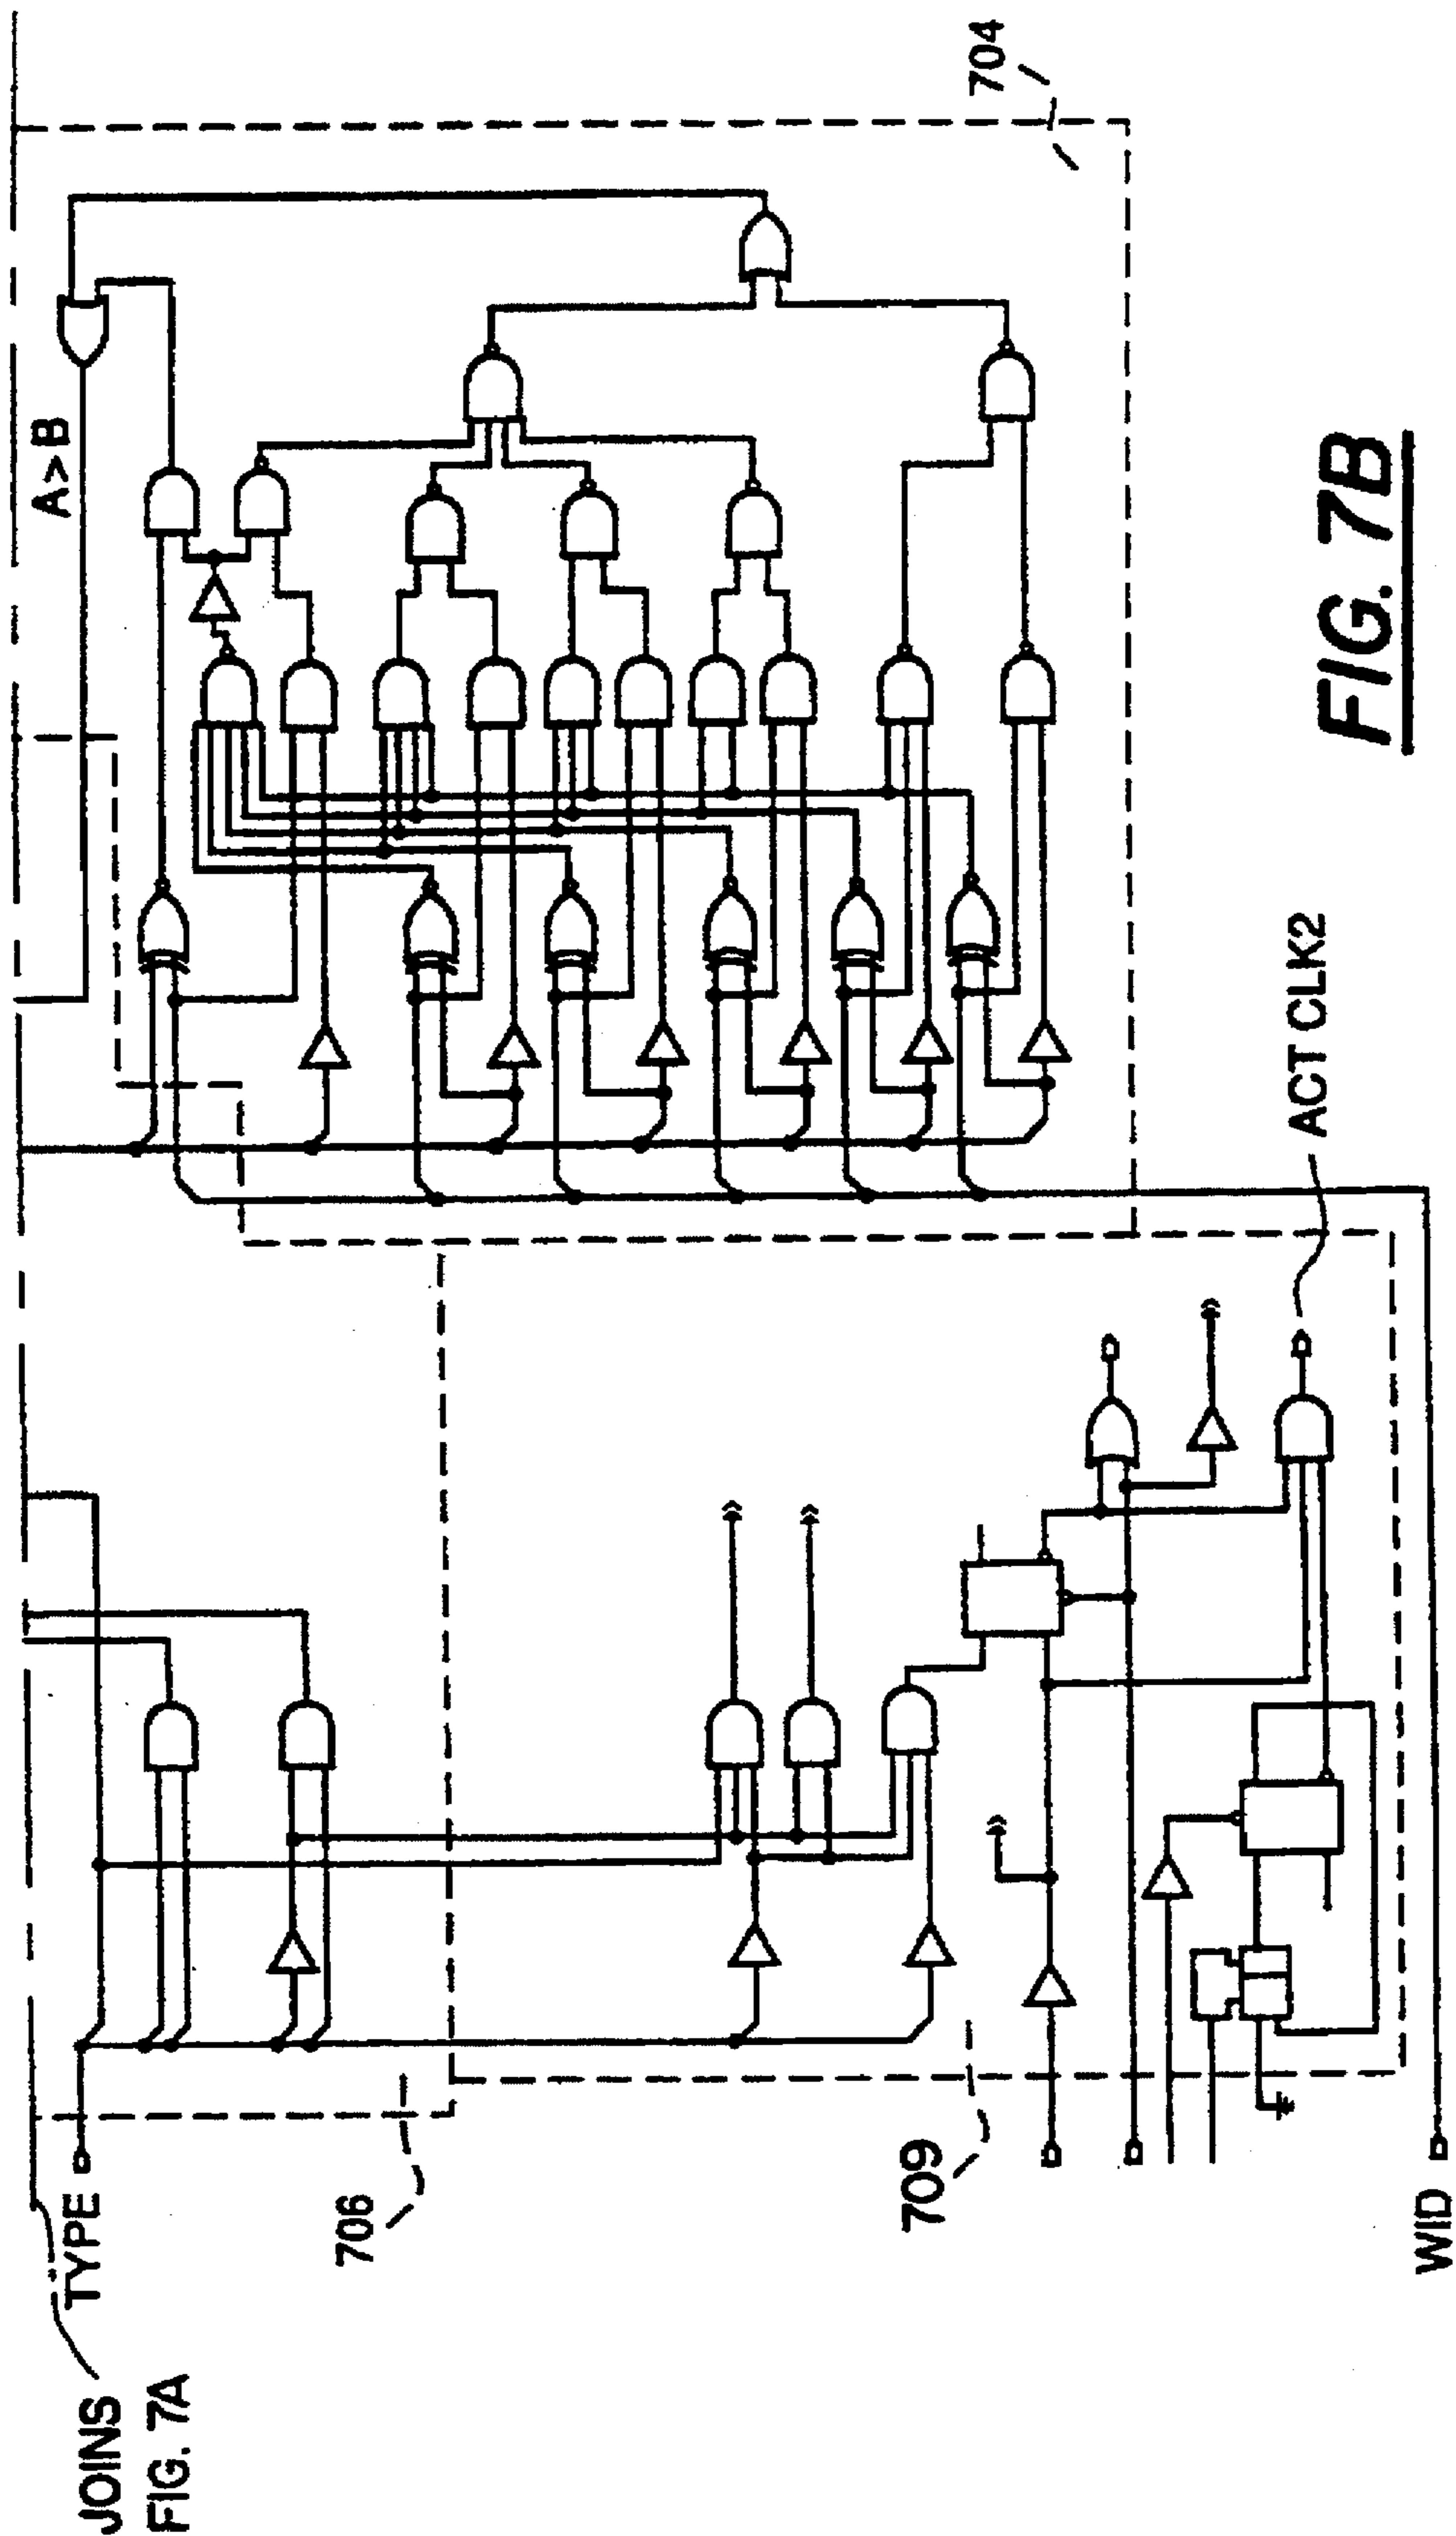 JOINS
FIG. 7A
TYPE
706
709
WID
A>B
704
ACT CLK2
FIG. 7B